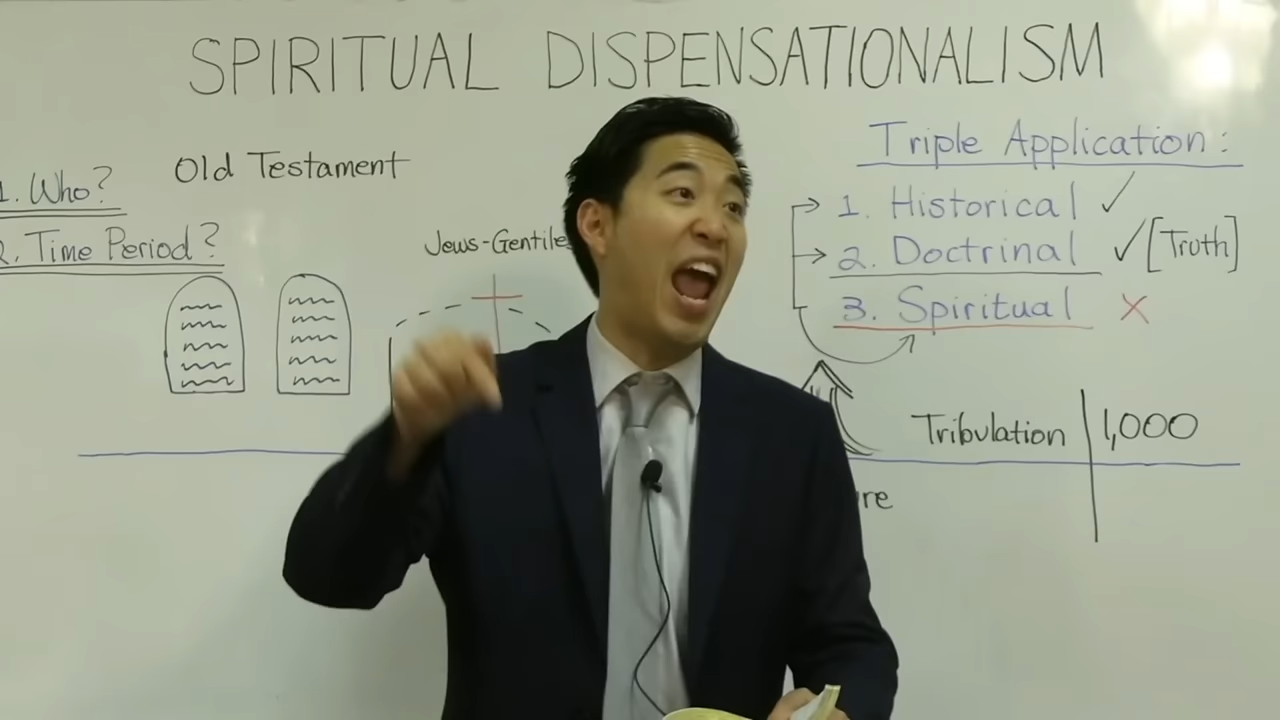 SPIRITUAL DISPENSATIONALISM
1. Who?
2. Time Period?
Old Testament
Jews-Gentile
Triple Application:
1. Historical ✓
2. Doctrinal ✓ [Truth]
3. Spiritual X
Tribulation 1,000